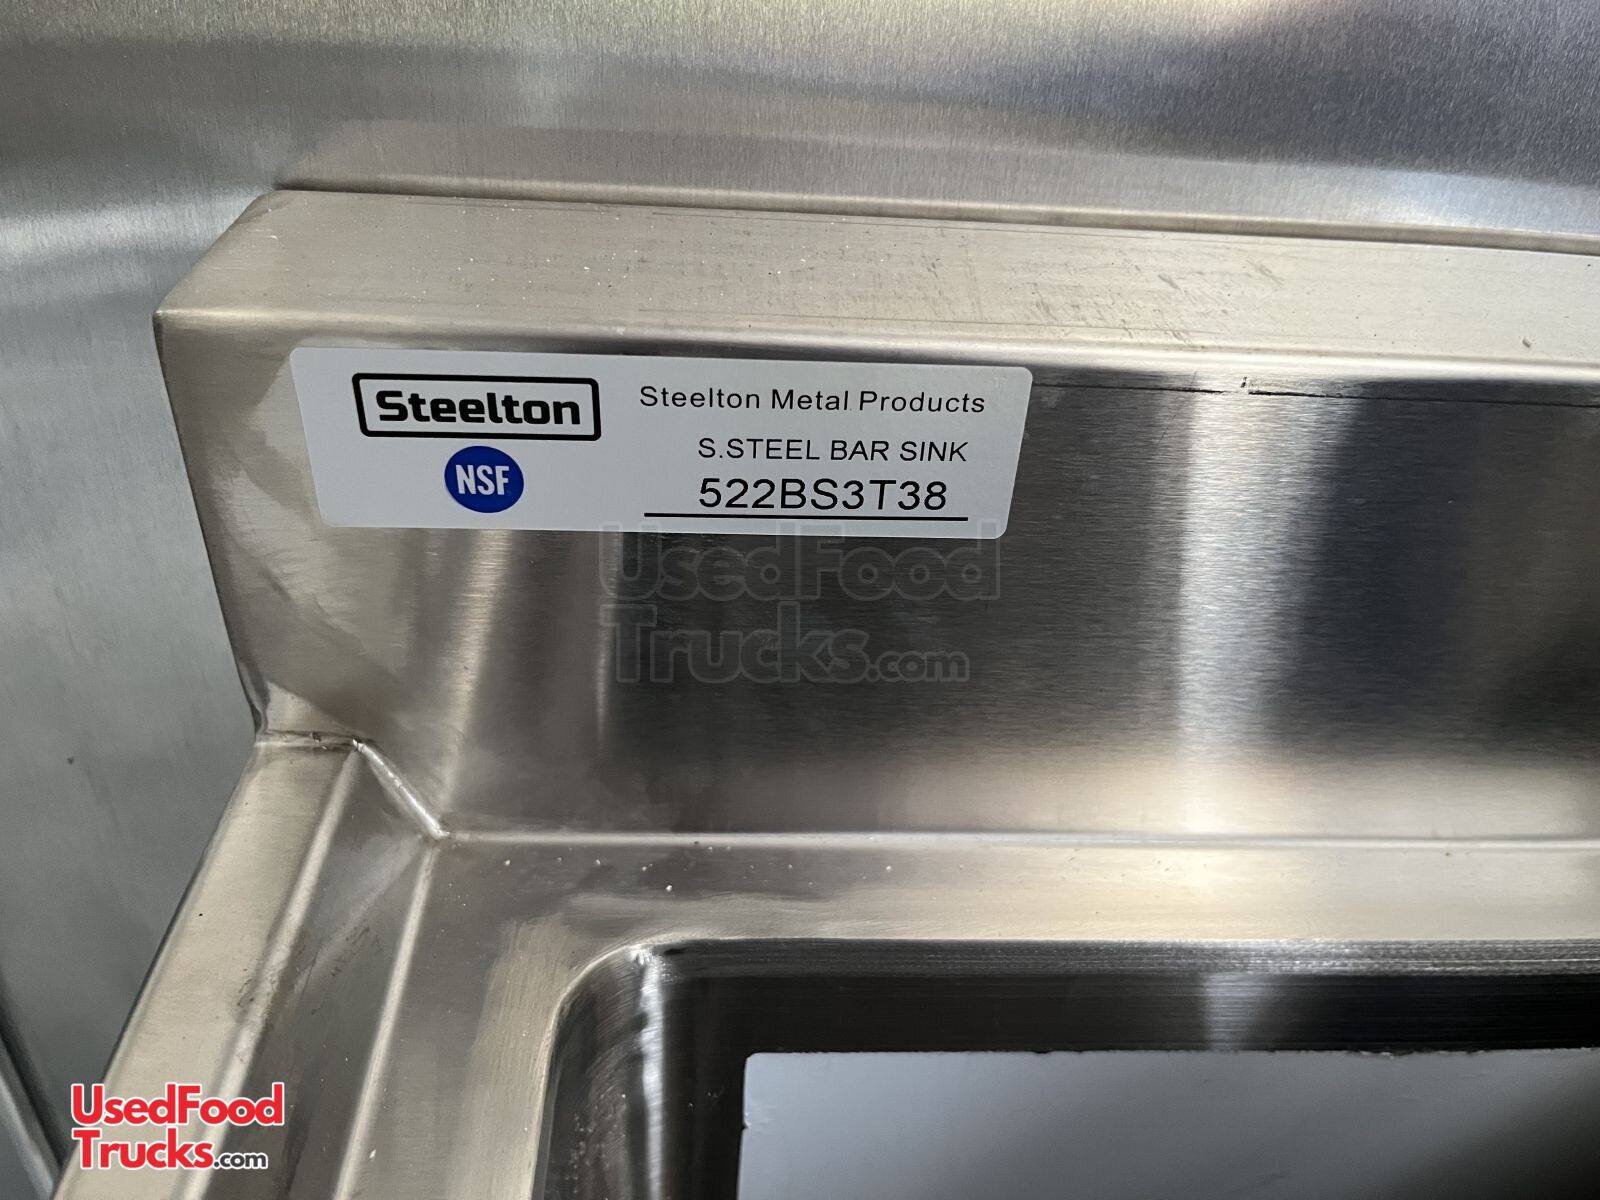 Steelton
NSF
Steelton Metal Products
S.STEEL BAR SINK
522BS3T38
UsedFood
Trucks.com
UsedFood
Trucks.com